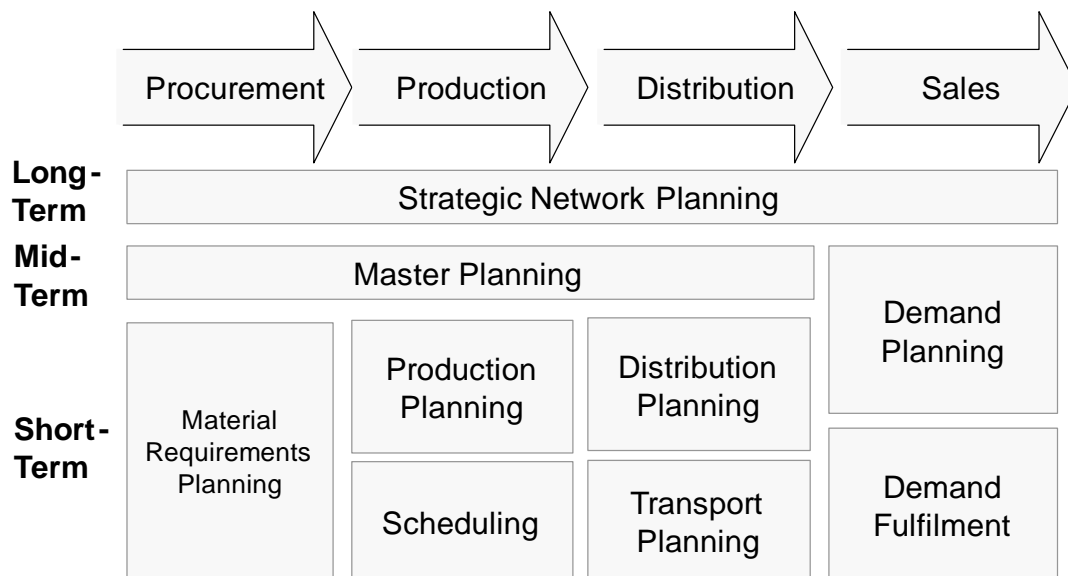 Procurement
Production
Distribution
Sales
Long-
Term
Strategic Network Planning
Mid-
Term
Master Planning
Demand
Planning
Short-
Term
Material
Requirements
Planning
Production
Planning
Distribution
Planning
Scheduling
Transport
Planning
Demand
Fulfilment